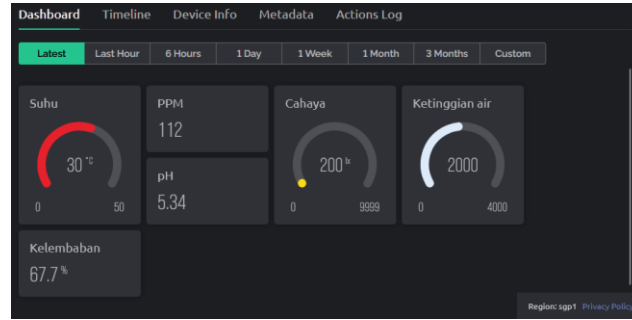 Dashboard Timeline Device Info Metadata Actions Log
Latest Last Hour 6 Hours 1 Day 1 Week 1 Month 3 Months Custom
Suhu
30 °C
0 50
PPM
112
pH
5.34
Cahaya
200 lx
0 9999
Ketinggian air
2000
0 4000
Kelembaban
67.7 %
Region: sgp1 Privacy Policy